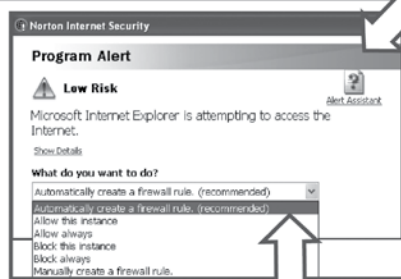 Norton Internet Security
Program Alert
Low Risk
Alert Assistant
Microsoft Internet Explorer is attempting to access the
Internet.
Show Details
What do you want to do?
Automatically create a firewall rule. (recommended)
Automatically create a firewall rule. (recommended)
Allow this instance
Allow always
Block this instance
Block always
Manually create a firewall rule.